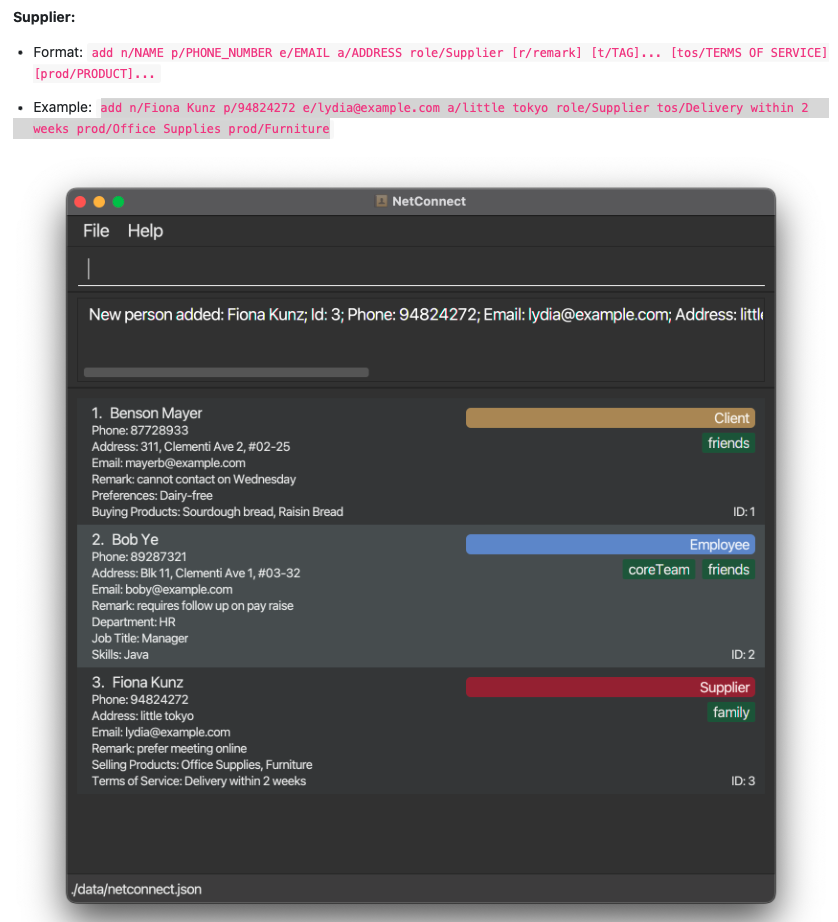 Supplier:
• Format: add n/NAME p/PHONE_NUMBER e/EMAIL a/ADDRESS role/Supplier [r/remark] [t/TAG]... [tos/TERMS OF SERVICE]
[prod/PRODUCT]...
• Example: add n/Fiona Kunz p/94824272 e/lydia@example.com a/little tokyo role/Supplier tos/Delivery within 2
weeks prod/Office Supplies prod/Furniture
NetConnect
File Help
New person added: Fiona Kunz; Id: 3; Phone: 94824272; Email: lydia@example.com; Address: little
1. Benson Mayer
Client
Phone: 87728933
friends
Address: 311, Clementi Ave 2, #02-25
Email: mayerb@example.com
Remark: cannot contact on Wednesday
Preferences: Dairy-free
Buying Products: Sourdough bread, Raisin Bread
ID: 1
2. Bob Ye
Employee
Phone: 89287321
coreTeam friends
Address: Blk 11, Clementi Ave 1, #03-32
Email: boby@example.com
Remark: requires follow up on pay raise
Department: HR
Job Title: Manager
Skills: Java
ID: 2
3. Fiona Kunz
Supplier
Phone: 94824272
family
Address: little tokyo
Email: lydia@example.com
Remark: prefer meeting online
Selling Products: Office Supplies, Furniture
Terms of Service: Delivery within 2 weeks
ID: 3
./data/netconnect.json